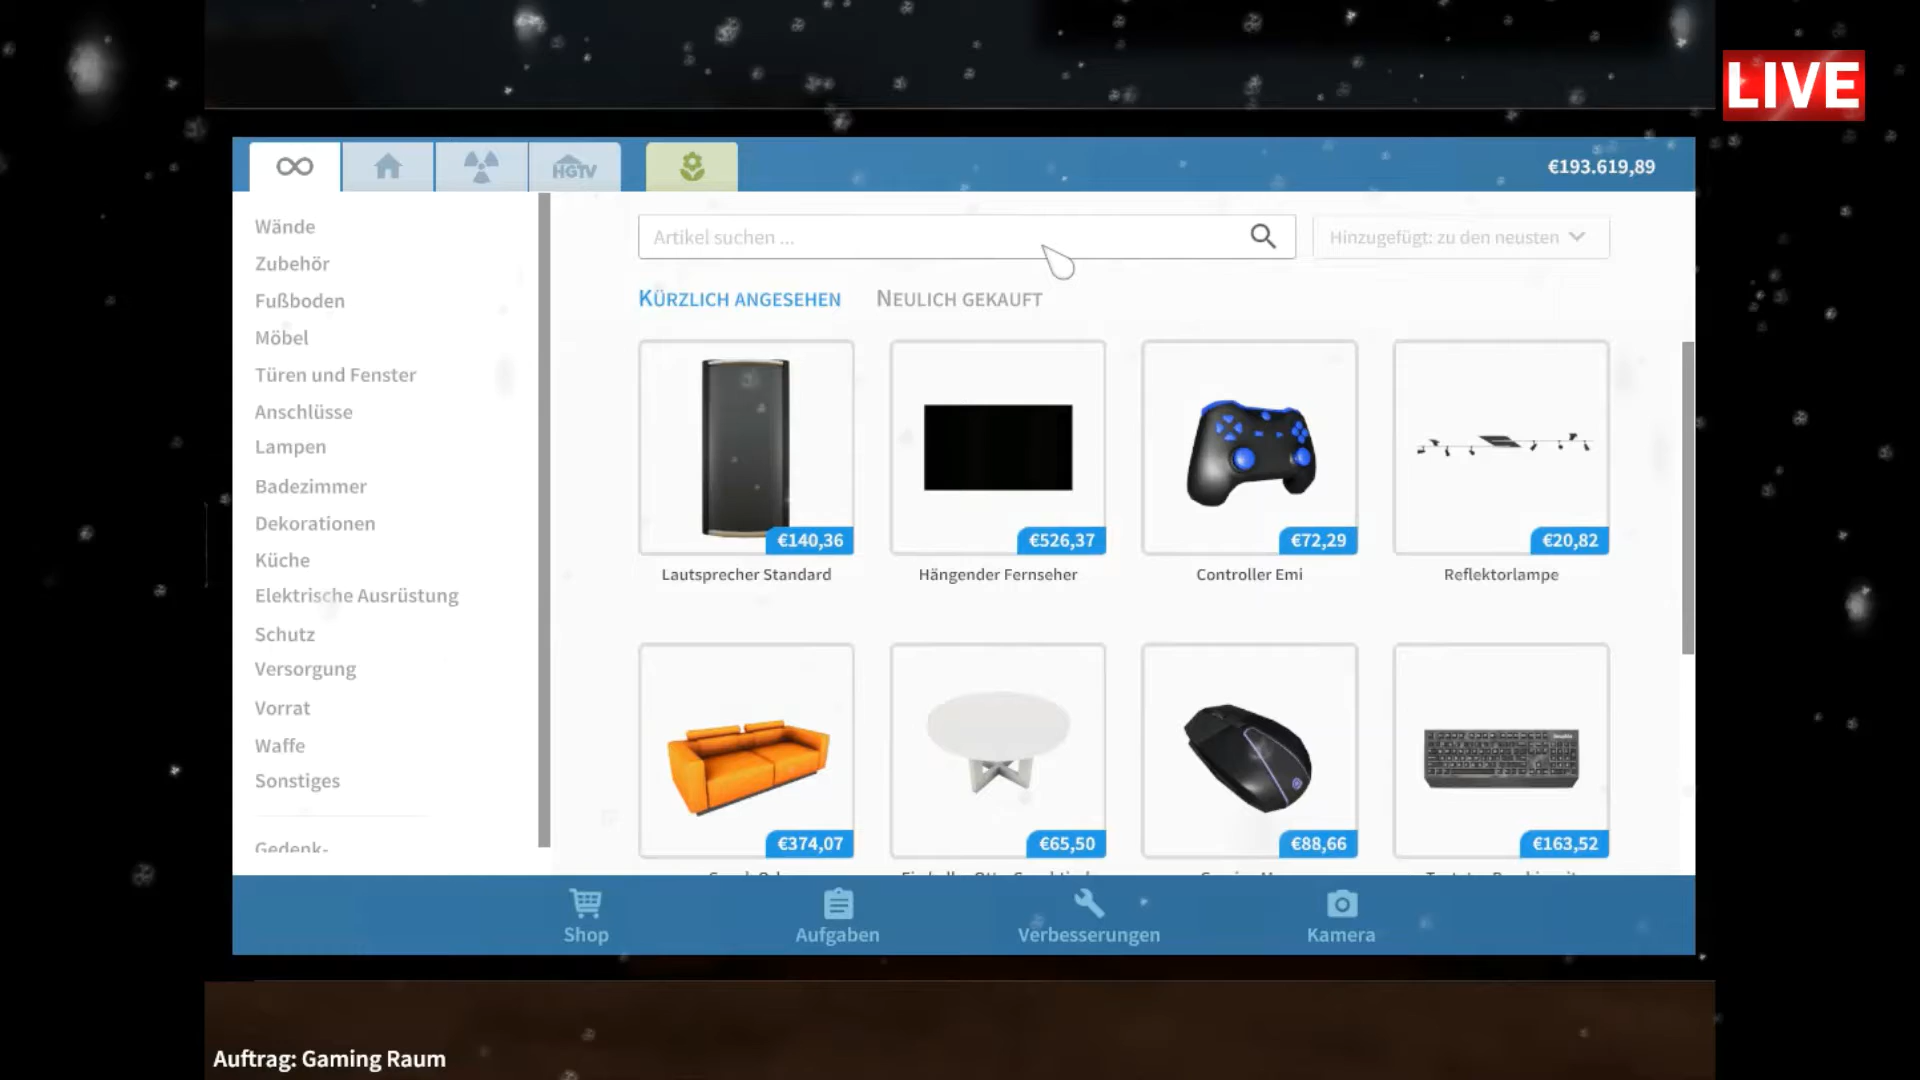 LIVE
HGTV
€193.619,89
Wände
Zubehör
Fußboden
Möbel
Türen und Fenster
Anschlüsse
Lampen
Badezimmer
Dekorationen
Küche
Elektrische Ausrüstung
Schutz
Versorgung
Vorrat
Waffe
Sonstiges
Gedenk-
Artikel suchen ...
Hinzugefügt: zu den neusten
KÜRZLICH ANGESEHEN
NEULICH GEKAUFT
€140,36
€526,37
€72,29
€20,82
Lautsprecher Standard
Hängender Fernseher
Controller Emi
Reflektorlampe
€374,07
€65,50
€88,66
€163,52
Shop
Aufgaben
Verbesserungen
Kamera
Auftrag: Gaming Raum